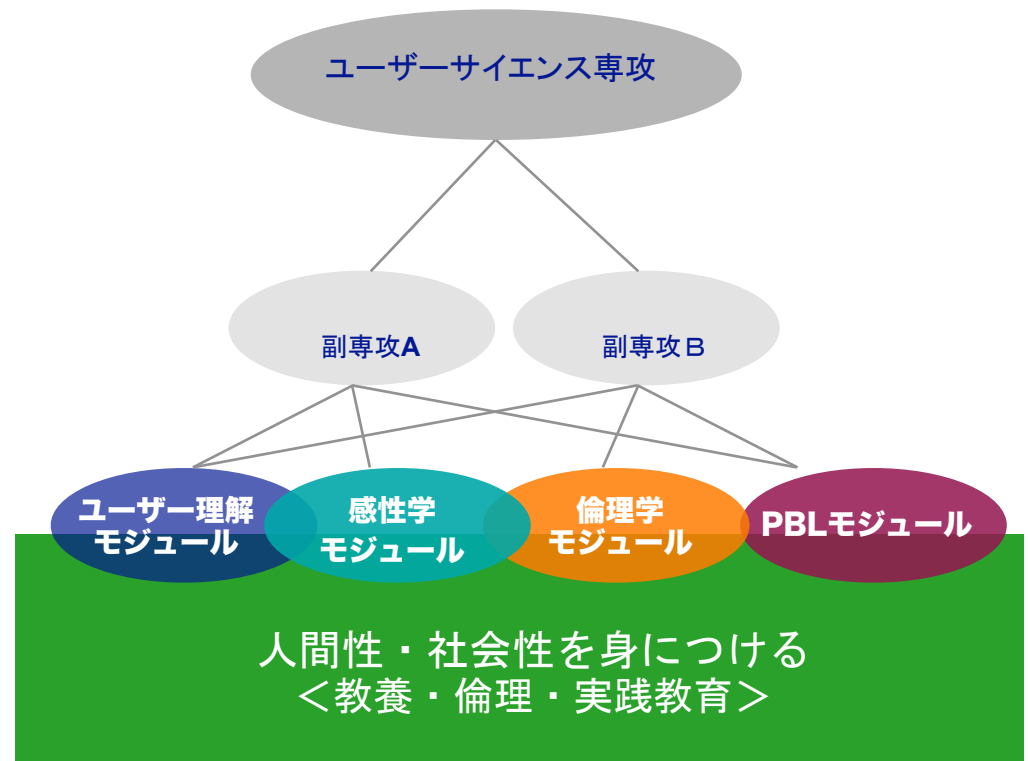 ユーザーサイエンス専攻
副専攻A
副専攻B
ユーザー理解
モジュール
感性学
モジュール
倫理学
モジュール
PBLモジュール
人間性・社会性を身につける
＜教養・倫理・実践教育＞